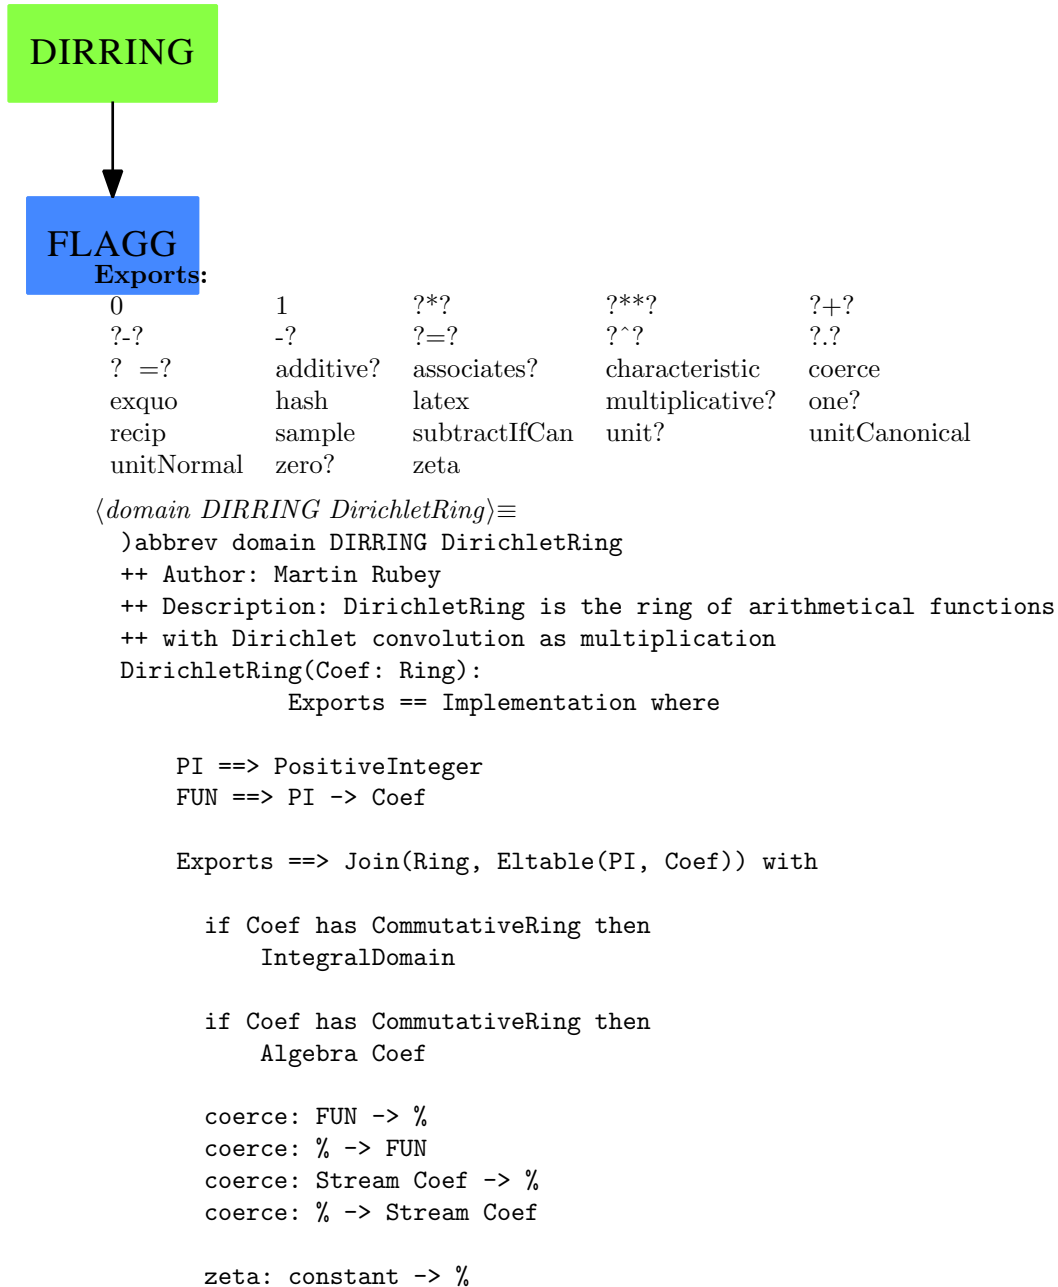 DIRRING
FLAGG
Exports:
0 1 ?*? ?**? ?+?
?-? -? ?=? ?ˆ? ?.?
? =? additive? associates? characteristic coerce
exquo hash latex multiplicative? one?
recip sample subtractIfCan unit? unitCanonical
unitNormal zero? zeta
⟨domain DIRRING DirichletRing⟩≡
)abbrev domain DIRRING DirichletRing
++ Author: Martin Rubey
++ Description: DirichletRing is the ring of arithmetical functions
++ with Dirichlet convolution as multiplication
DirichletRing(Coef: Ring):
Exports == Implementation where
PI ==> PositiveInteger
FUN ==> PI -> Coef
Exports ==> Join(Ring, Eltable(PI, Coef)) with
if Coef has CommutativeRing then
IntegralDomain
if Coef has CommutativeRing then
Algebra Coef
coerce: FUN -> %
coerce: % -> FUN
coerce: Stream Coef -> %
coerce: % -> Stream Coef
zeta: constant -> %